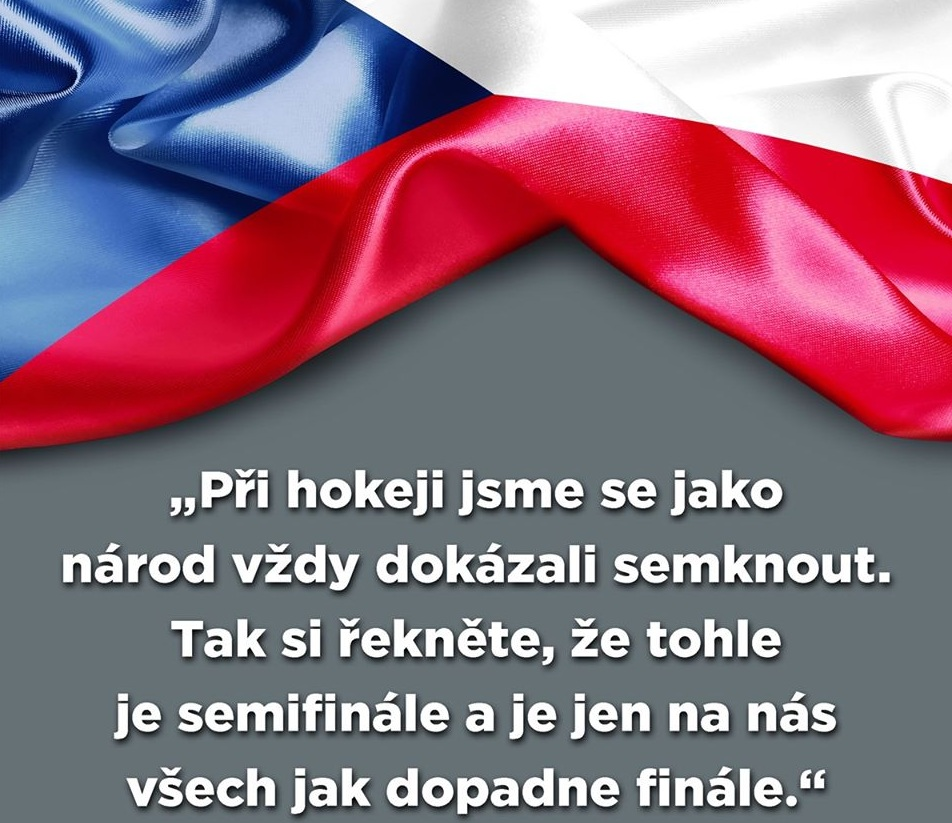 „Při hokeji jsme se jako
národ vždy dokázali semknout.
Tak si řekněte, že tohle
je semifinále a je jen na nás
všech jak dopadne finále.“